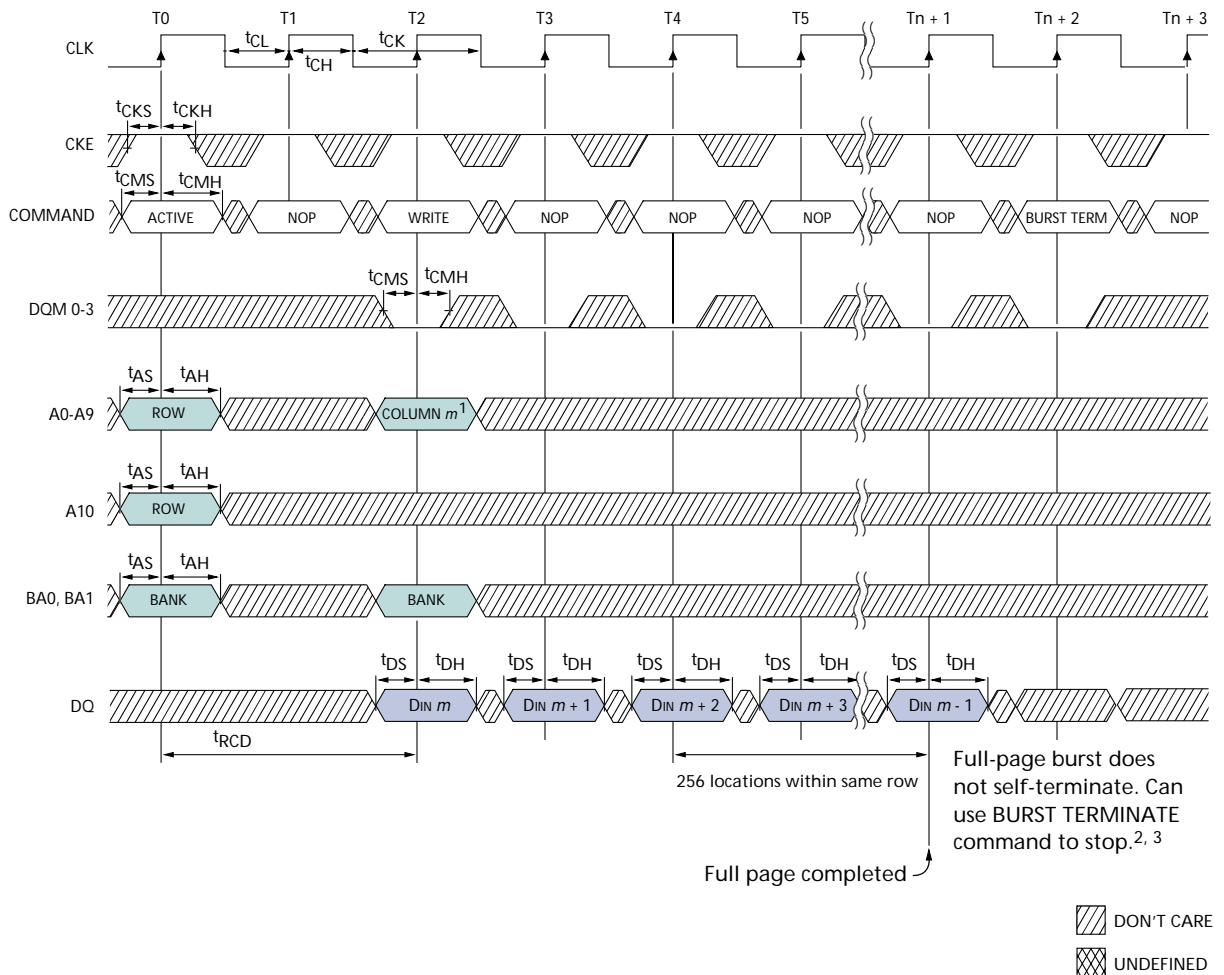 T0 T1 T2 T3 T4 T5 Tn + 1 Tn + 2 Tn + 3
CLK tCL tCH tCK
tCKS tCKH
CKE
tCMS tCMH
COMMAND ACTIVE NOP WRITE NOP NOP NOP NOP BURST TERM NOP
tCMS tCMH
DQM 0-3
tAS tAH
A0-A9 ROW COLUMN m1
tAS tAH
A10 ROW
tAS tAH
BA0, BA1 BANK BANK
tDS tDH tDS tDH tDS tDH tDS tDH tDS tDH
DQ DIN m DIN m + 1 DIN m + 2 DIN m + 3 DIN m - 1
tRCD
256 locations within same row
Full-page burst does
not self-terminate. Can
use BURST TERMINATE
command to stop.2, 3
Full page completed
DON'T CARE
UNDEFINED